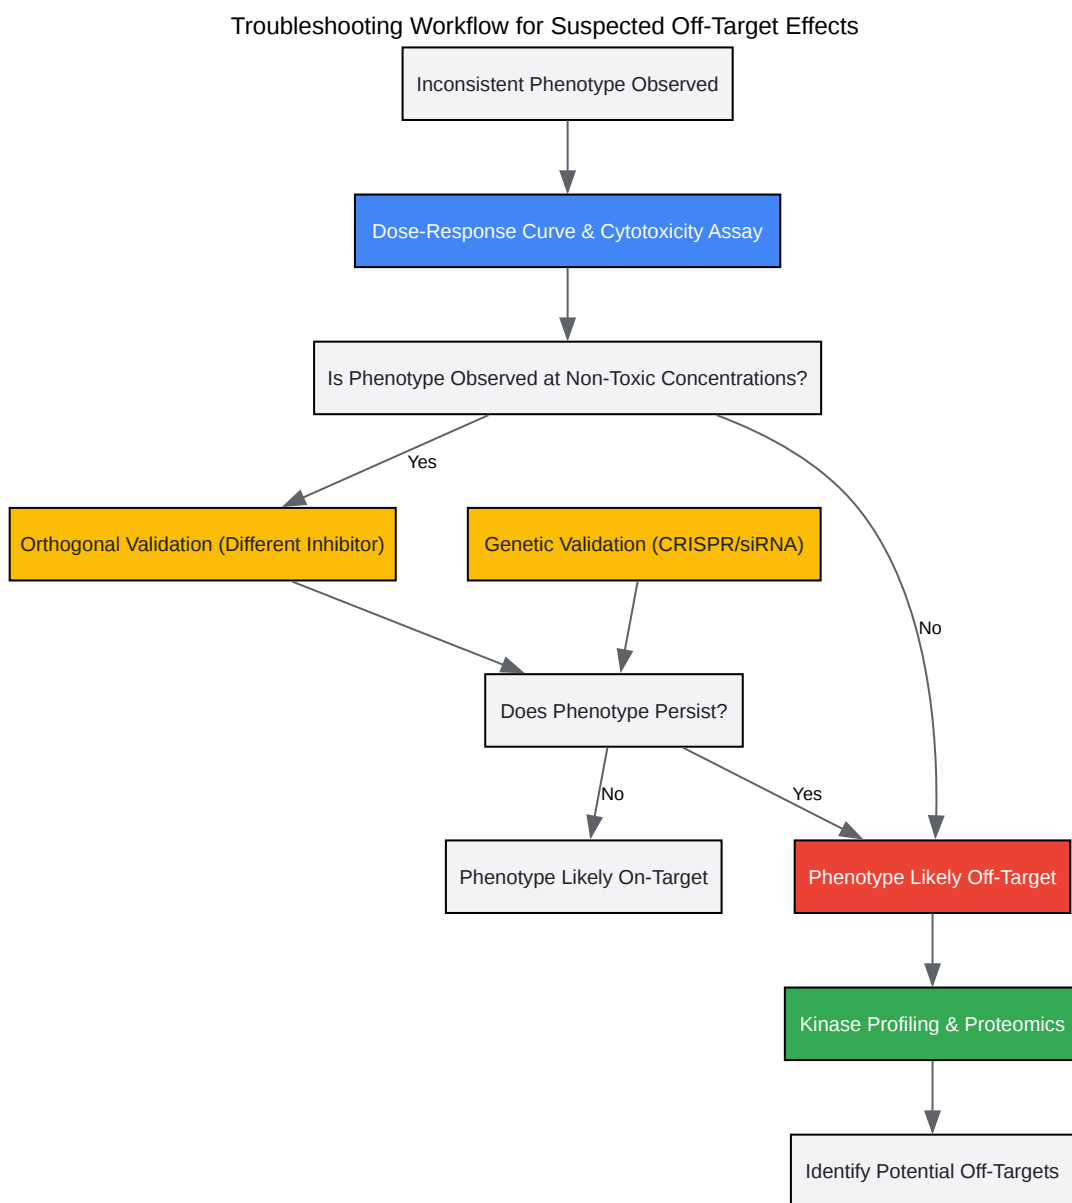 Troubleshooting Workflow for Suspected Off-Target Effects
Inconsistent Phenotype Observed
Dose-Response Curve & Cytotoxicity Assay
Is Phenotype Observed at Non-Toxic Concentrations?
Yes
Orthogonal Validation (Different Inhibitor)
Genetic Validation (CRISPR/siRNA)
No
Does Phenotype Persist?
No
Yes
Phenotype Likely On-Target
Phenotype Likely Off-Target
Kinase Profiling & Proteomics
Identify Potential Off-Targets